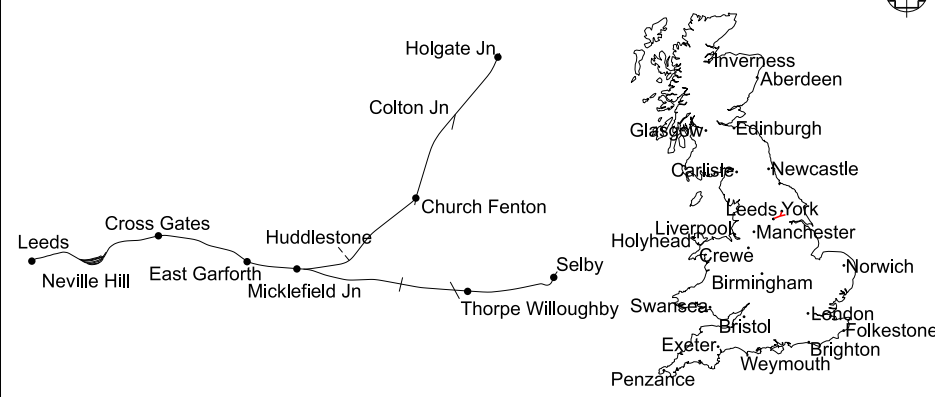 Holgate Jn
Colton Jn
Church Fenton
Cross Gates
Huddlestone
Leeds
Neville Hill
East Garforth
Micklefield Jn
Selby
Thorpe Willoughby
Inverness
Aberdeen
Glasgow
Edinburgh
Carlisle
Newcastle
Leeds
York
Liverpool
Manchester
Holyhead
Crewe
Norwich
Birmingham
Swansea
London
Bristol
Folkestone
Exeter
Brighton
Weymouth
Penzance